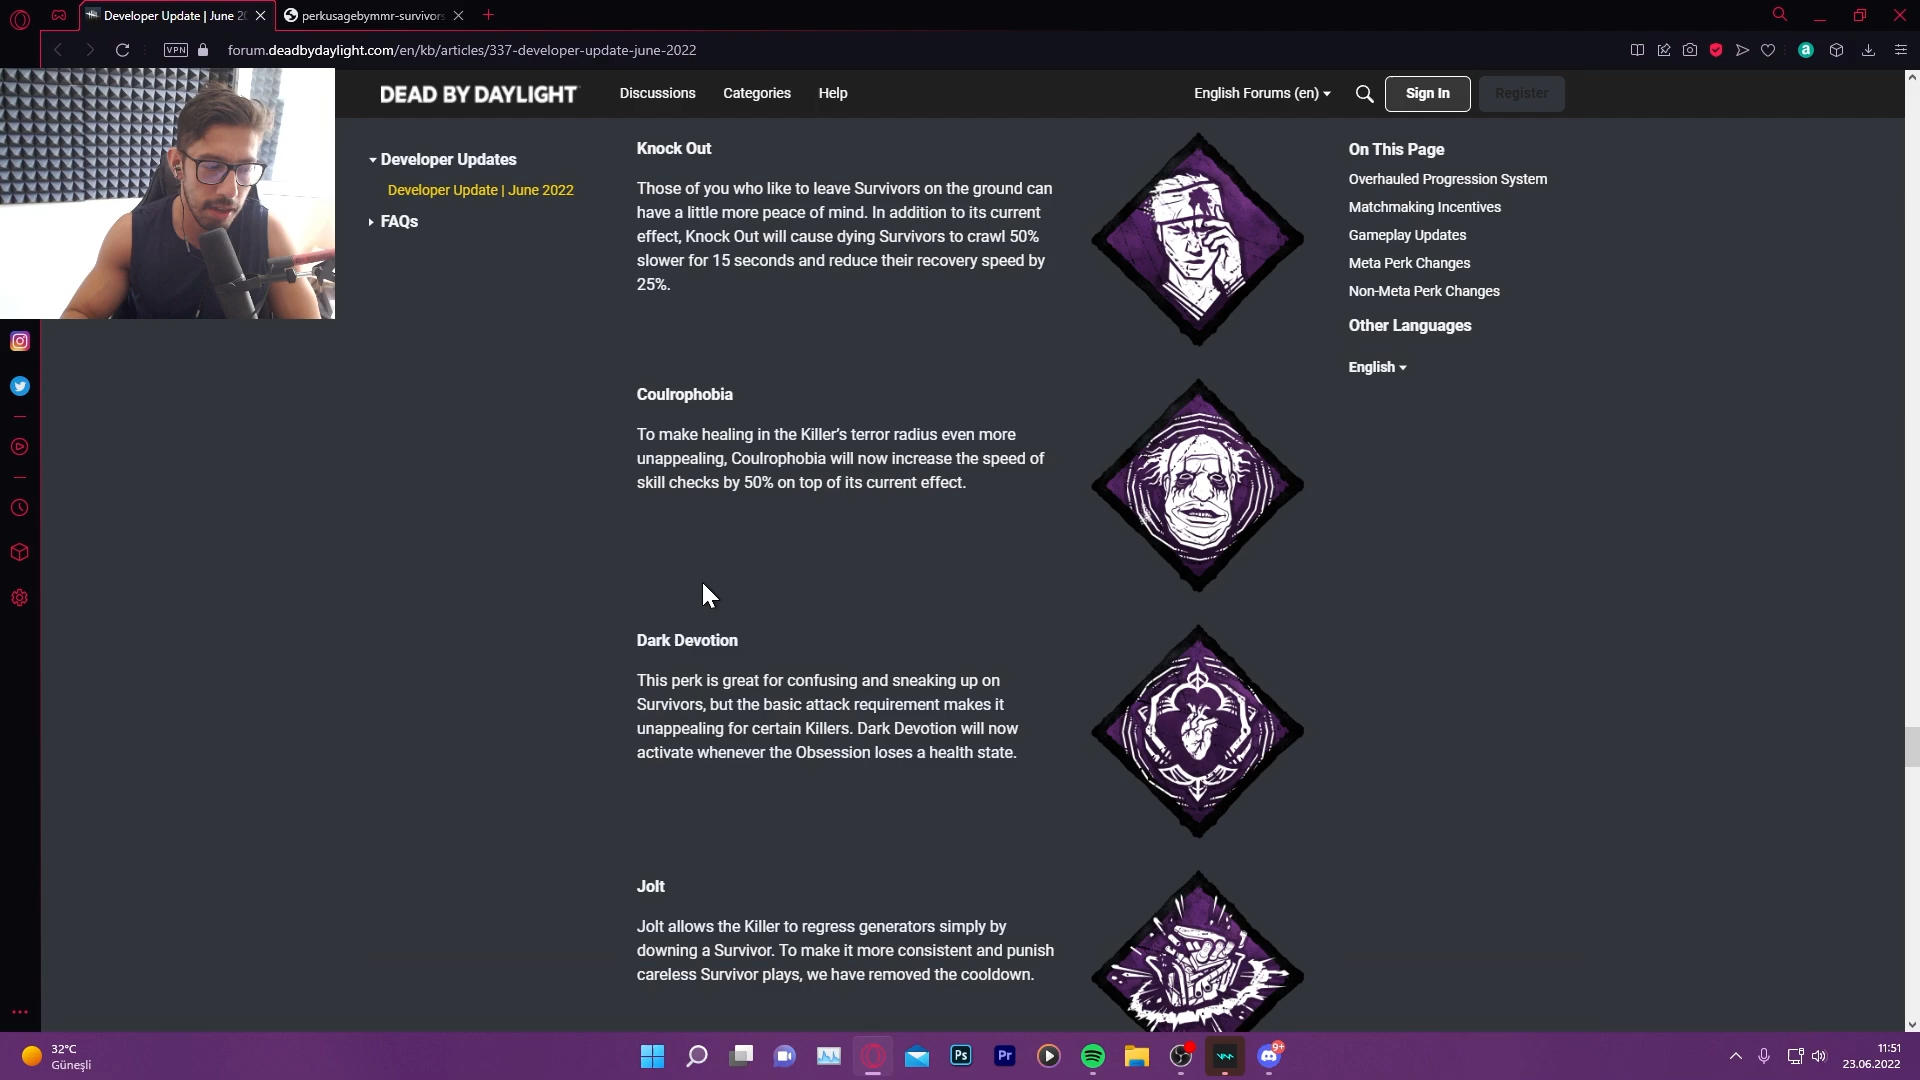 Developer Update | June 2
perkusagebymmr-survivors
VPN
forum.deadbydaylight.com/en/kb/articles/337-developer-update-june-2022
a
DEAD BY DAYLIGHT
Discussions
Categories
Help
English Forums (en)
Sign In
Register
Developer Updates
Developer Update | June 2022
FAQs
Knock Out
Those of you who like to leave Survivors on the ground can
have a little more peace of mind. In addition to its current
effect, Knock Out will cause dying Survivors to crawl 50%
slower for 15 seconds and reduce their recovery speed by
25%.
Coulrophobia
To make healing in the Killer’s terror radius even more
unappealing, Coulrophobia will now increase the speed of
skill checks by 50% on top of its current effect.
Dark Devotion
This perk is great for confusing and sneaking up on
Survivors, but the basic attack requirement makes it
unappealing for certain Killers. Dark Devotion will now
activate whenever the Obsession loses a health state.
Jolt
Jolt allows the Killer to regress generators simply by
downing a Survivor. To make it more consistent and punish
careless Survivor plays, we have removed the cooldown.
On This Page
Overhauled Progression System
Matchmaking Incentives
Gameplay Updates
Meta Perk Changes
Non-Meta Perk Changes
Other Languages
English
32°C
Güneşli
Ps
Pr
9+
11:51
23.06.2022